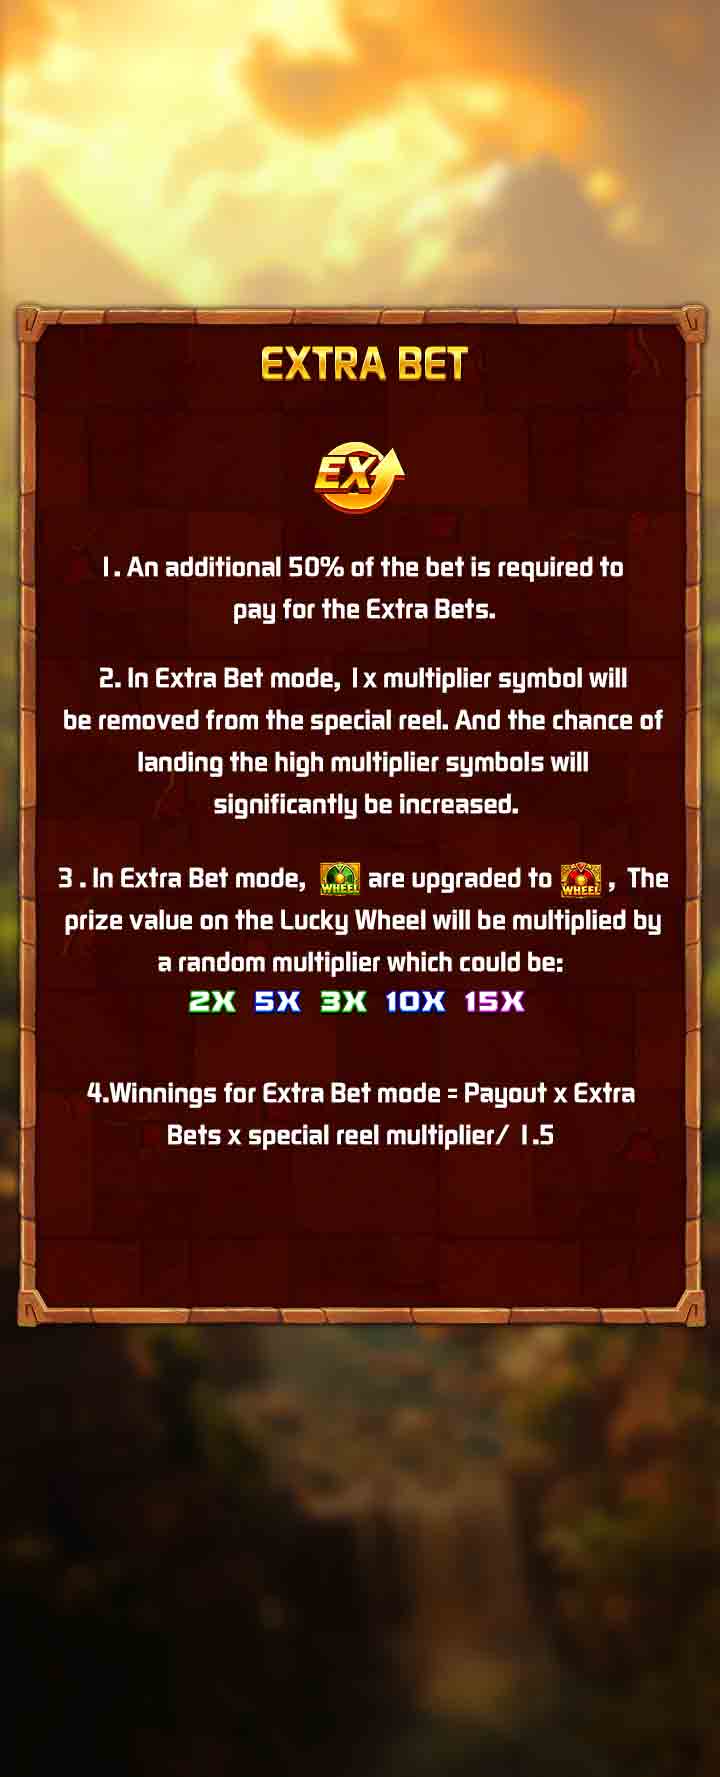 EXTRA BET
EX
1. An additional 50% of the bet is required to
pay for the Extra Bets.
2. In Extra Bet mode, 1x multiplier symbol will
be removed from the special reel. And the chance of
landing the high multiplier symbols will
significantly be increased.
3 . In Extra Bet mode, WHEEL are upgraded to WHEEL , The
prize value on the Lucky Wheel will be multiplied by
a random multiplier which could be:
2X 5X 3X 10X 15X
4.Winnings for Extra Bet mode = Payout x Extra
Bets x special reel multiplier/ 1.5